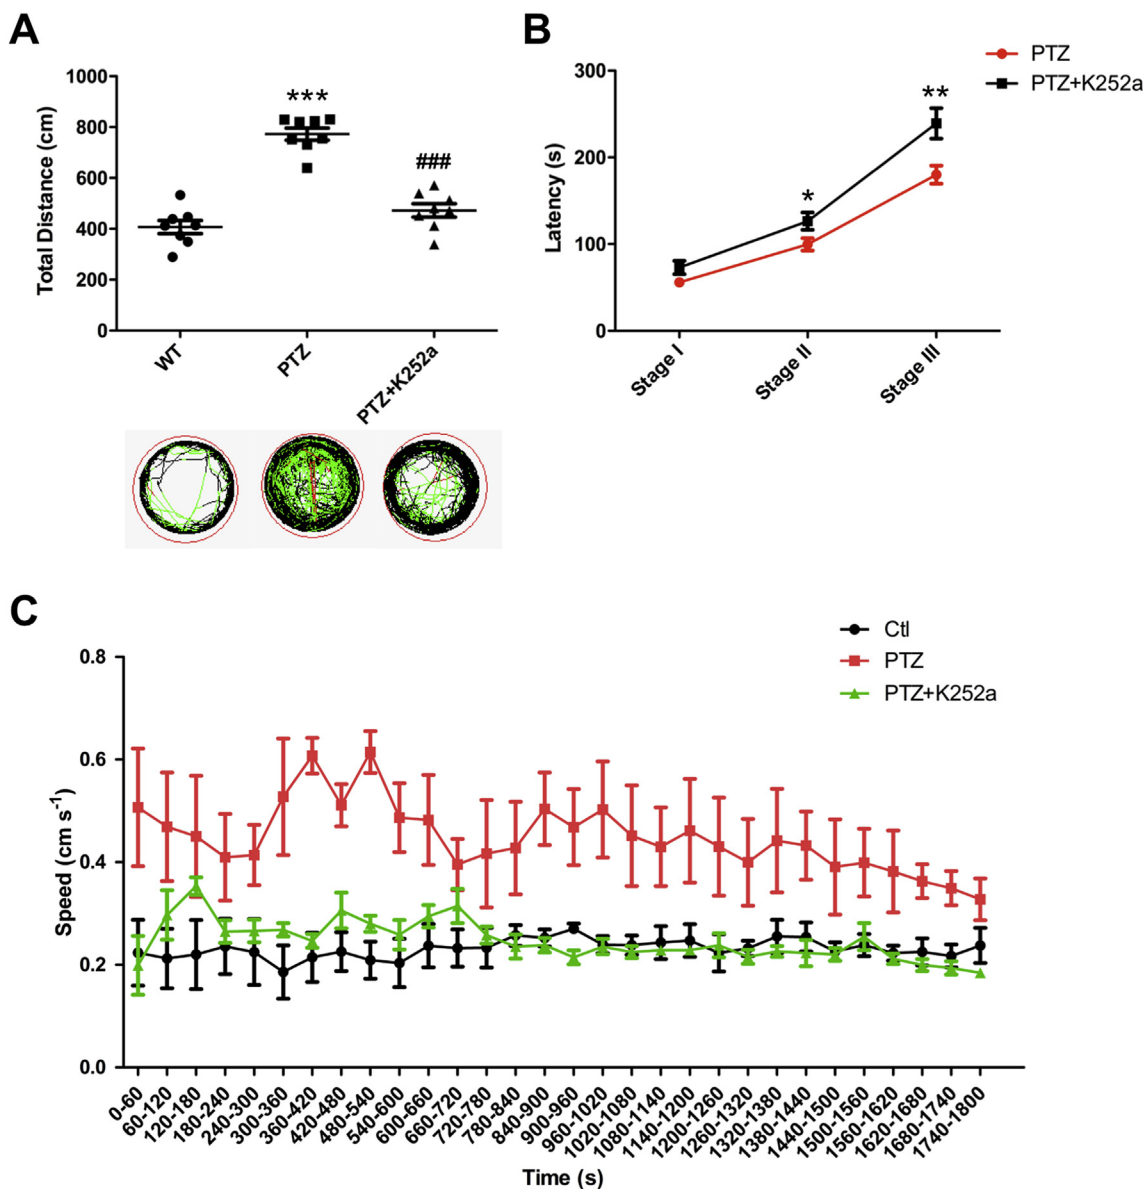 A
B
PTZ
PTZ+K252a
1000
800
600
400
200
0
Total Distance (cm)
***
###
WT
PTZ
PTZ+K252a
300
200
100
0
Latency (s)
*
**
Stage I
Stage II
Stage III
C
Ctl
PTZ
PTZ+K252a
0.8
0.6
0.4
0.2
0.0
Speed (cm s-1)
0-60
60-120
120-180
180-240
240-300
300-360
360-420
420-480
480-540
540-600
600-660
660-720
720-780
780-840
840-900
900-960
960-1020
1020-1080
1080-1140
1140-1200
1200-1260
1260-1320
1320-1380
1380-1440
1440-1500
1500-1560
1560-1620
1620-1680
1680-1740
1740-1800
Time (s)